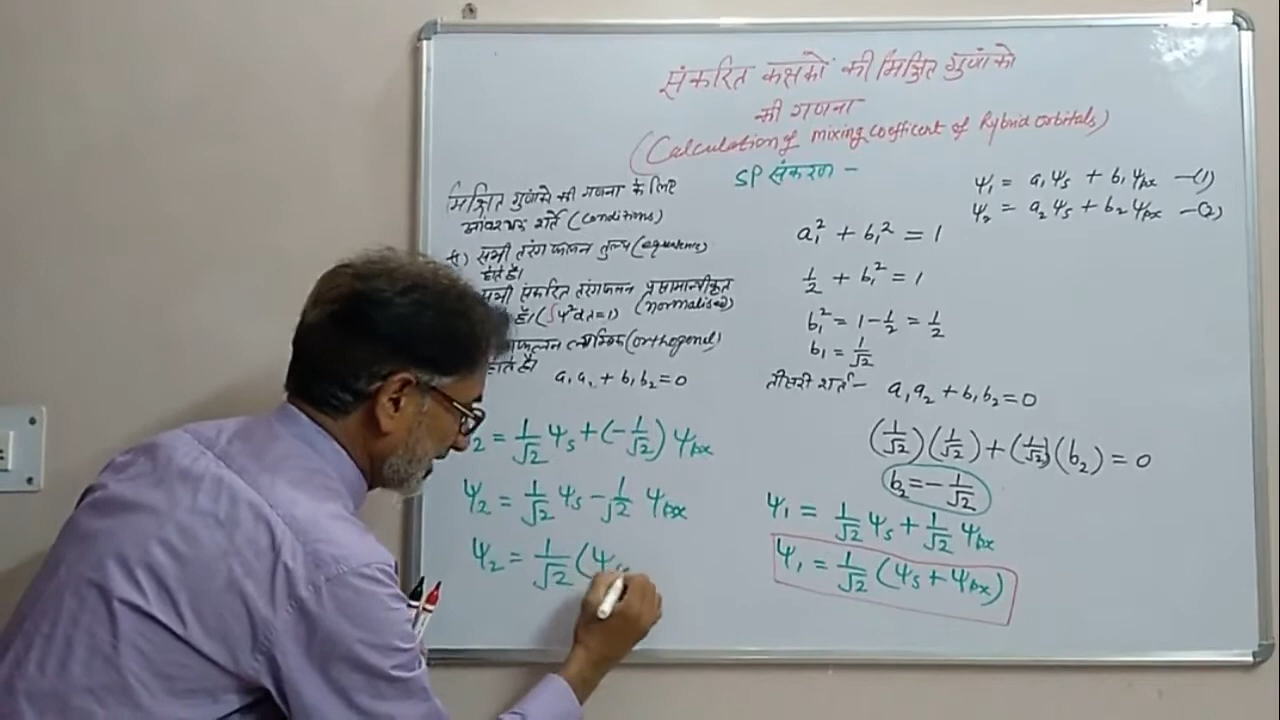 संकरित कक्षकों की मिश्रित गुणांको
की गणना
(Calculation of mixing coefficent of hybrid orbitals)
मिश्रित गुणांको की गणना के लिए
आवश्यक शर्तें (conditions)
सभी तरंग फलन तुल्य
होते हैं।
सभी संकरित तरंगफलन प्रसामान्यीकृत
हैं। (∫ψ²dτ=1) (normalised)
(orthogonal)
होते हैं।
a₁a₂ + b₁b₂ = 0
₂ = 1/√2 ψs + (-1/√2) ψpx
ψ₂ = 1/√2 ψs - 1/√2 ψpx
ψ₂ = 1/√2 (ψs
SP संकरण –
ψ₁ = a₁ψs + b₁ψpx —(1)
ψ₂ = a₂ψs + b₂ψpx —(2)
a₁² + b₁² = 1
1/2 + b₁² = 1
b₁² = 1 - 1/2 = 1/2
b₁ = 1/√2
तीसरी शर्त – a₁a₂ + b₁b₂ = 0
(1/√2)(1/√2) + (1/√2)(b₂) = 0
b₂ = -1/√2
ψ₁ = 1/√2 ψs + 1/√2 ψpx
ψ₁ = 1/√2 (ψs + ψpx)